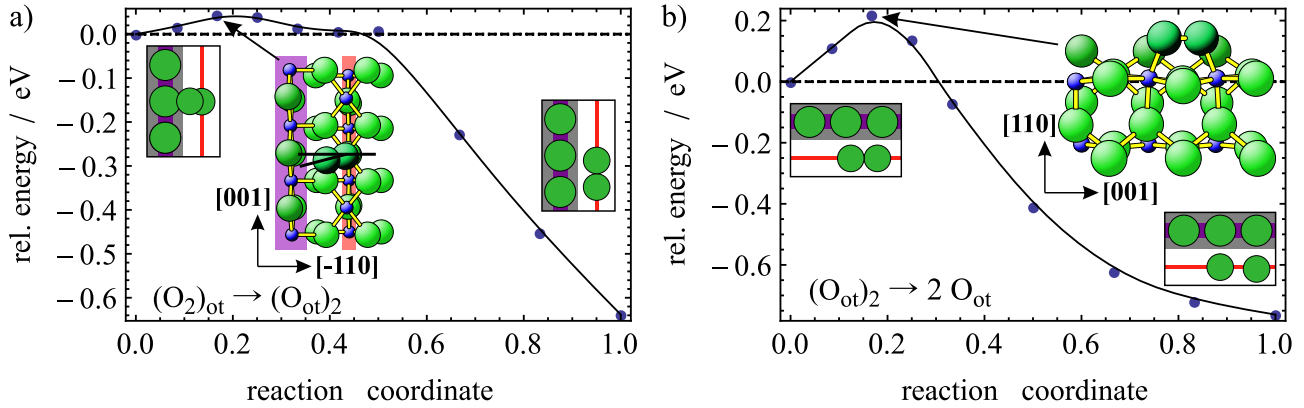 a)
rel. energy / eV
0.0
−0.1
−0.2
−0.3
−0.4
−0.5
−0.6
[001]
[-110]
(O₂)ot → (Oot)₂
0.0 0.2 0.4 0.6 0.8 1.0
reaction coordinate
b)
rel. energy / eV
0.2
0.0
−0.2
−0.4
−0.6
[110]
[001]
(Oot)₂ → 2 Oot
0.0 0.2 0.4 0.6 0.8 1.0
reaction coordinate